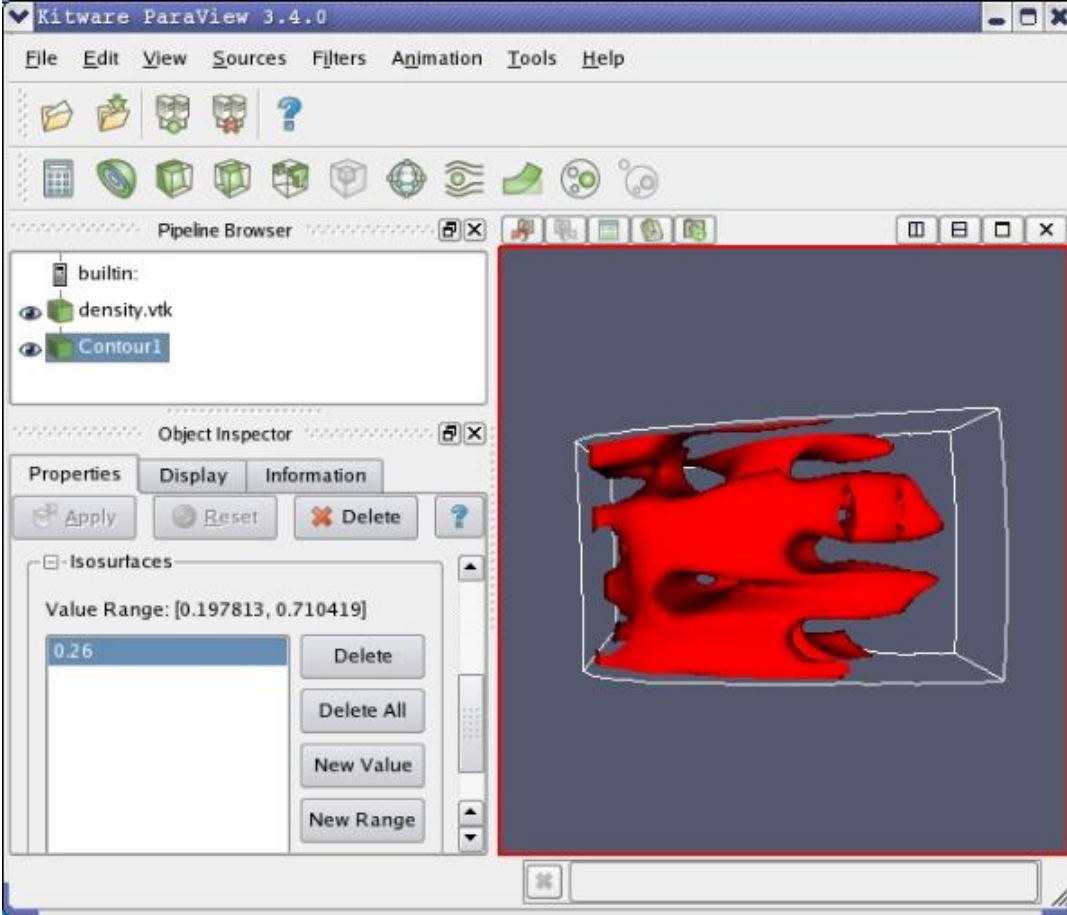 Kitware ParaView 3.4.0
File Edit View Sources Filters Animation Tools Help
Pipeline Browser
builtin:
density.vtk
Contour1
Object Inspector
Properties Display Information
Apply Reset Delete
Isosurfaces
Value Range: [0.197813, 0.710419]
0.26
Delete
Delete All
New Value
New Range